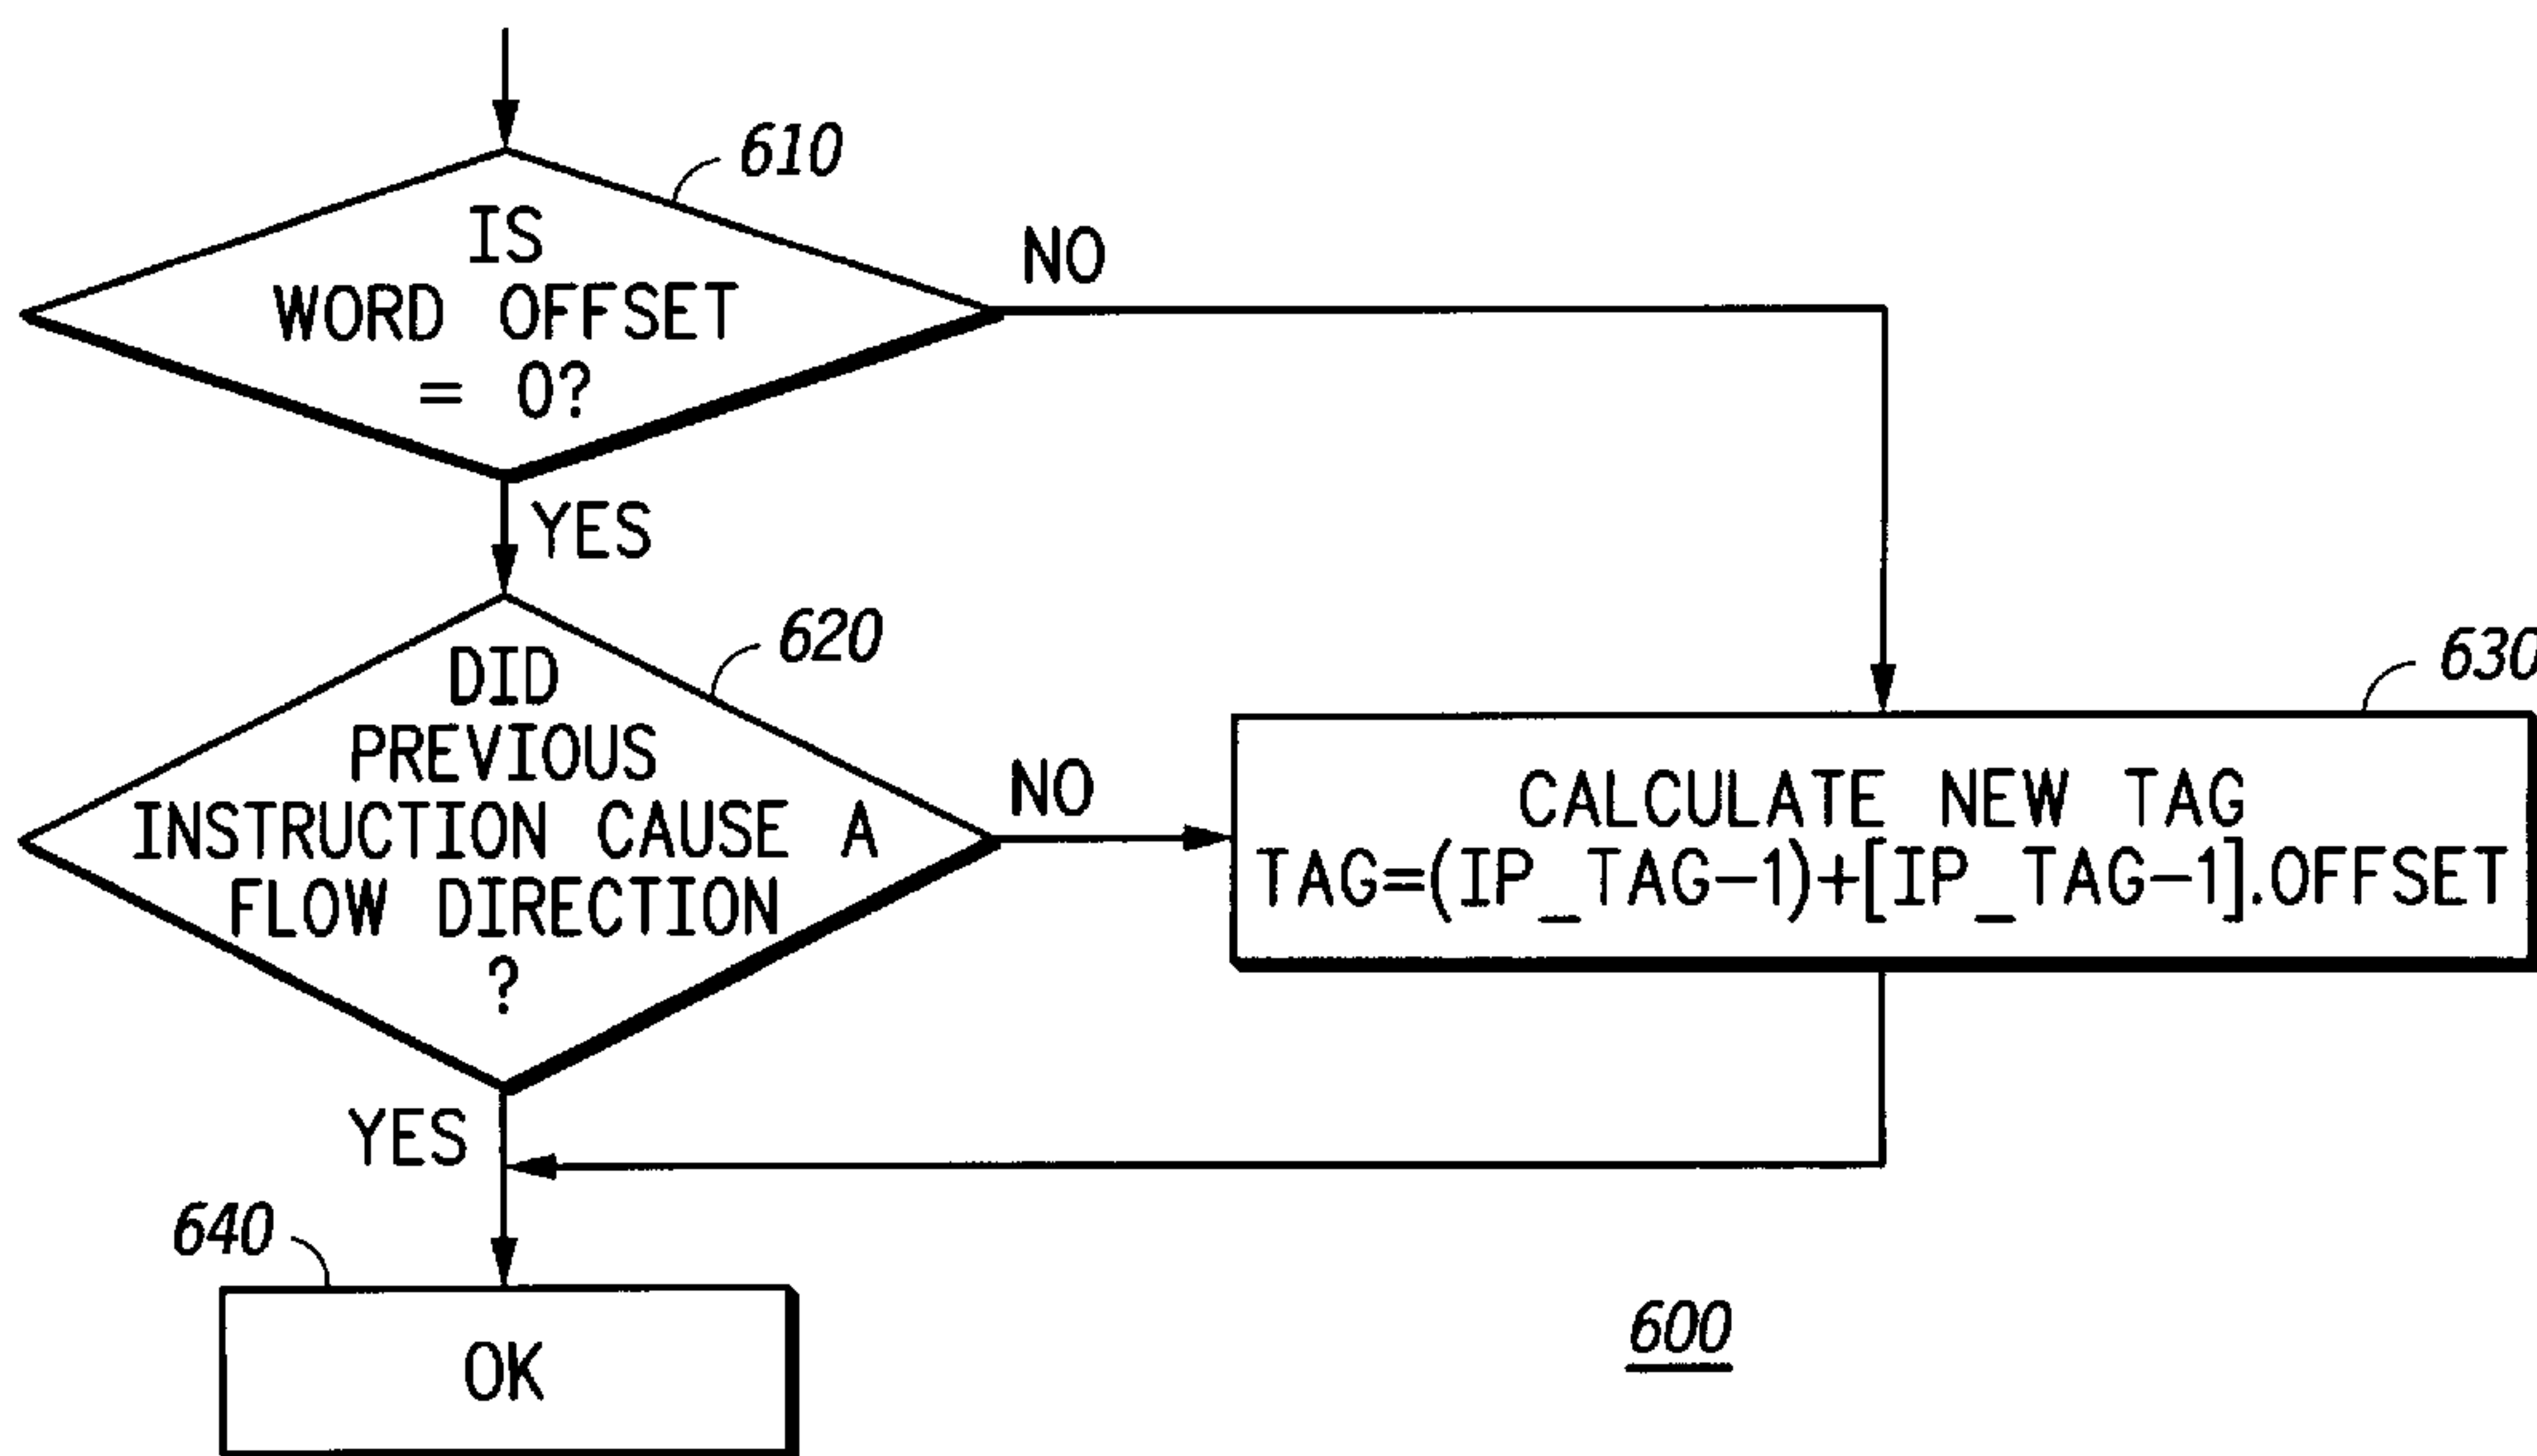 610
IS
WORD OFFSET
= 0?
NO
YES
620
DID
PREVIOUS
INSTRUCTION CAUSE A
FLOW DIRECTION
?
NO
630
CALCULATE NEW TAG
TAG=(IP_TAG-1)+[IP_TAG-1].OFFSET
YES
640
OK
600